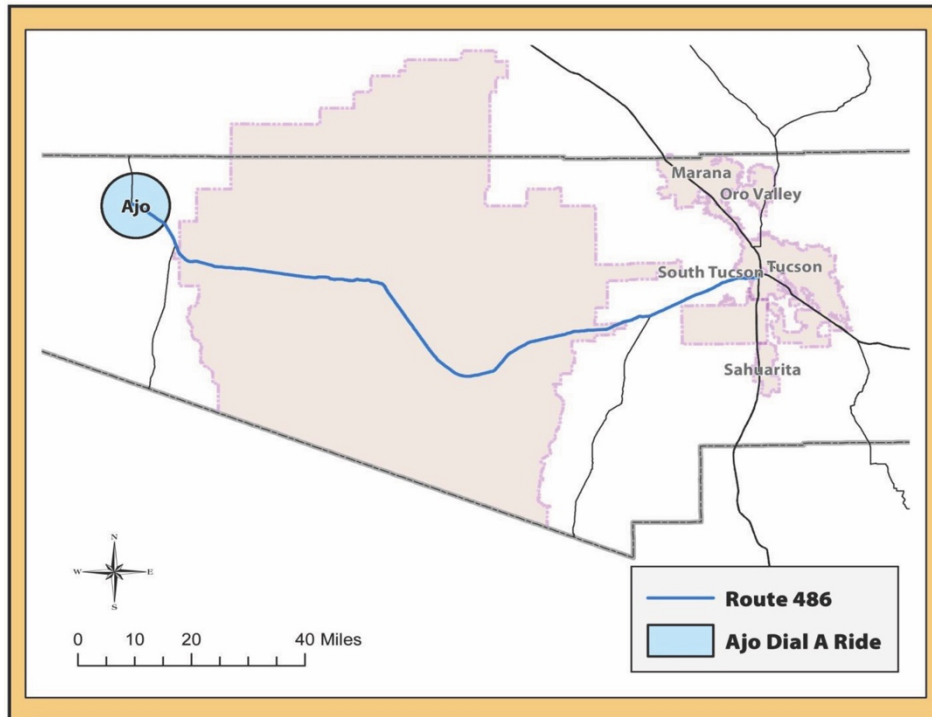 Marana
Oro Valley
Ajo
South Tucson
Tucson
Sahuarita
N
W E
S
0 10 20 40 Miles
Route 486
Ajo Dial A Ride